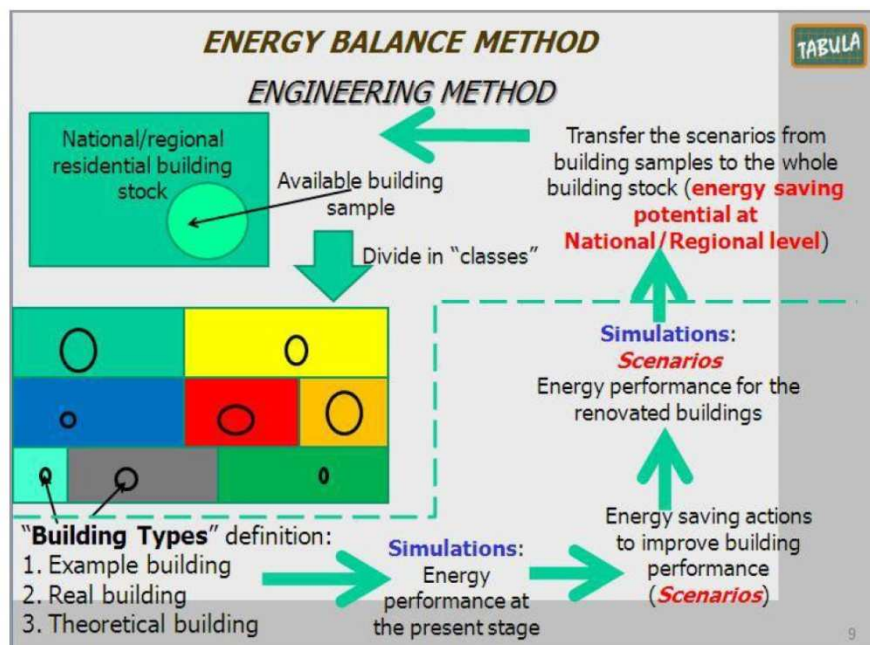 ENERGY BALANCE METHOD
TABULA
ENGINEERING METHOD
National/regional
residential building
stock
Available building
sample
Divide in “classes”
Transfer the scenarios from
building samples to the whole
building stock (energy saving
potential at
National/Regional level)
Simulations:
Scenarios
Energy performance for the
renovated buildings
"Building Types" definition:
1. Example building
2. Real building
3. Theoretical building
Simulations:
Energy
performance at
the present stage
Energy saving actions
to improve building
performance
(Scenarios)
9